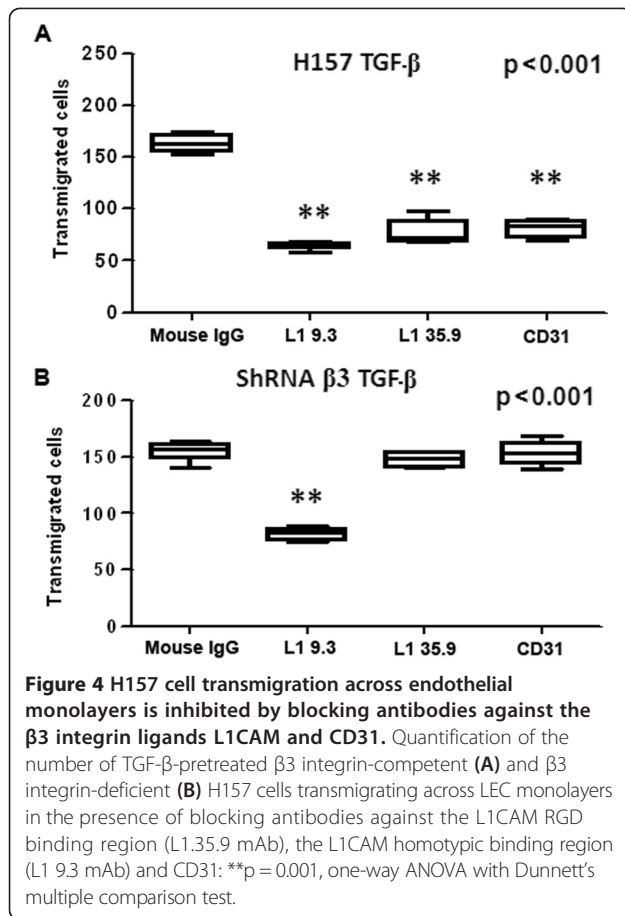 A
H157 TGF-β
p<0.001
250
200
150
100
50
0
Transmigrated cells
**
**
**
Mouse IgG
L1 9.3
L1 35.9
CD31
B
ShRNA β3 TGF-β
p<0.001
200
150
100
50
0
Transmigrated cells
**
Mouse IgG
L1 9.3
L1 35.9
CD31
Figure 4 H157 cell transmigration across endothelial
monolayers is inhibited by blocking antibodies against the
β3 integrin ligands L1CAM and CD31. Quantification of the
number of TGF-β-pretreated β3 integrin-competent (A) and β3
integrin-deficient (B) H157 cells transmigrating across LEC monolayers
in the presence of blocking antibodies against the L1CAM RGD
binding region (L1.35.9 mAb), the L1CAM homotypic binding region
(L1 9.3 mAb) and CD31: **p = 0.001, one-way ANOVA with Dunnett's
multiple comparison test.